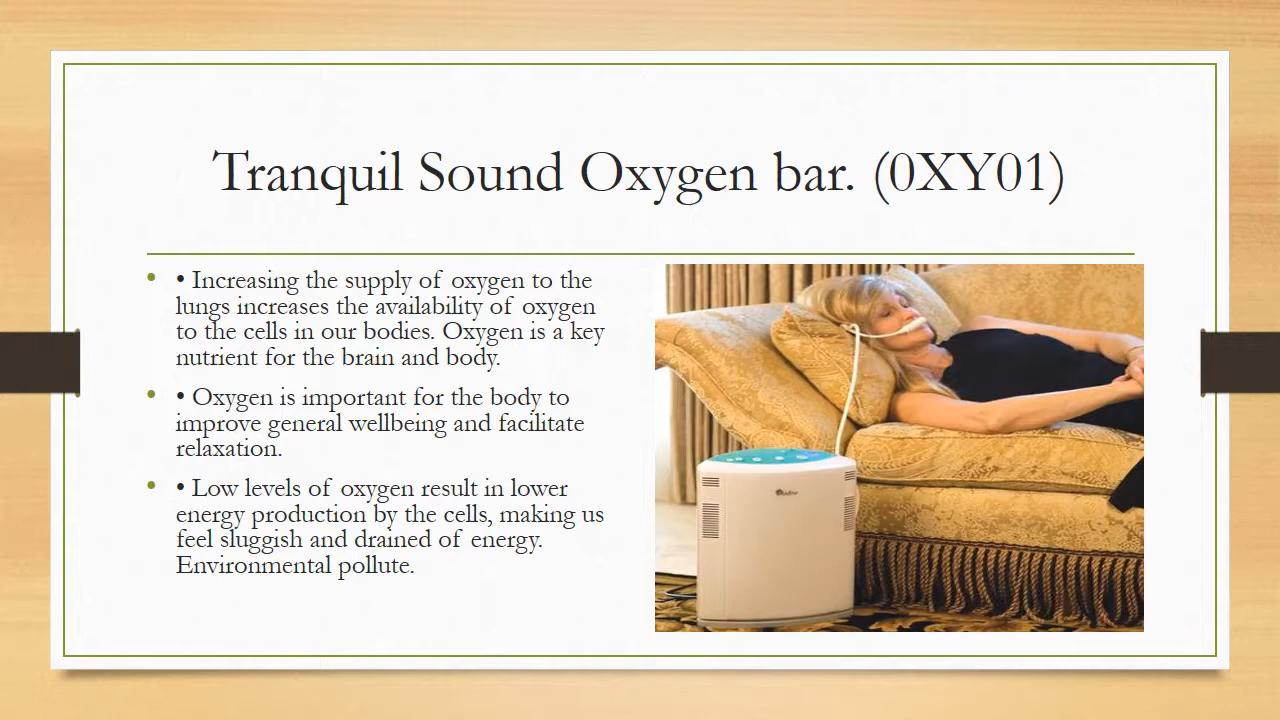 Tranquil Sound Oxygen bar. (0XY01)
• • Increasing the supply of oxygen to the
lungs increases the availability of oxygen
to the cells in our bodies. Oxygen is a key
nutrient for the brain and body.
• • Oxygen is important for the body to
improve general wellbeing and facilitate
relaxation.
• • Low levels of oxygen result in lower
energy production by the cells, making us
feel sluggish and drained of energy.
Environmental pollute.